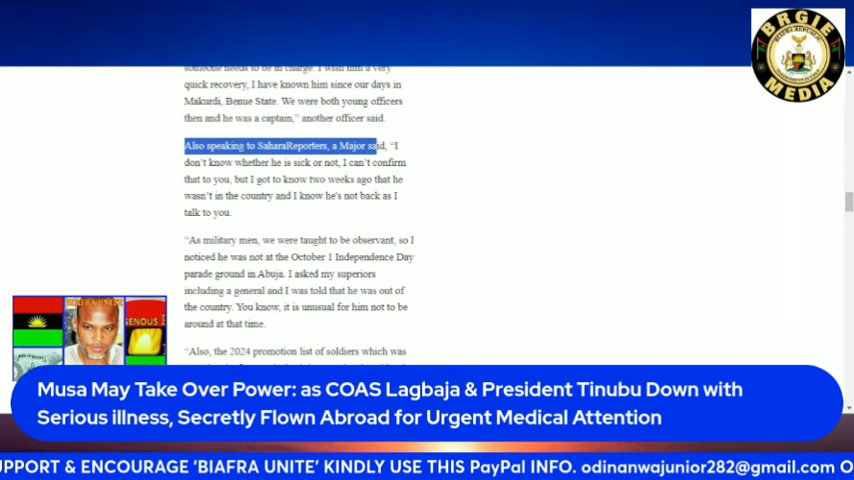 BRGIE
BIAFRA REPUBLIC
MEDIA
someone needs to be in charge. I wish him a very
quick recovery, I have known him since our days in
Makurdi, Benue State. We were both young officers
then and he was a captain,” another officer said.
Also speaking to SaharaReporters, a Major said, “I
don’t know whether he is sick or not, I can’t confirm
that to you, but I got to know two weeks ago that he
wasn’t in the country and I know he’s not back as I
talk to you.
“As military men, we were taught to be observant, so I
noticed he was not at the October 1 Independence Day
parade ground in Abuja. I asked my superiors
including a general and I was told that he was out of
the country. You know, it is unusual for him not to be
around at that time.
“Also, the 2024 promotion list of soldiers which was
BIAFRA UNITE
Musa May Take Over Power: as COAS Lagbaja & President Tinubu Down with
Serious illness, Secretly Flown Abroad for Urgent Medical Attention
UPPORT & ENCOURAGE 'BIAFRA UNITE' KINDLY USE THIS PayPal INFO. odinanwajunior282@gmail.com O